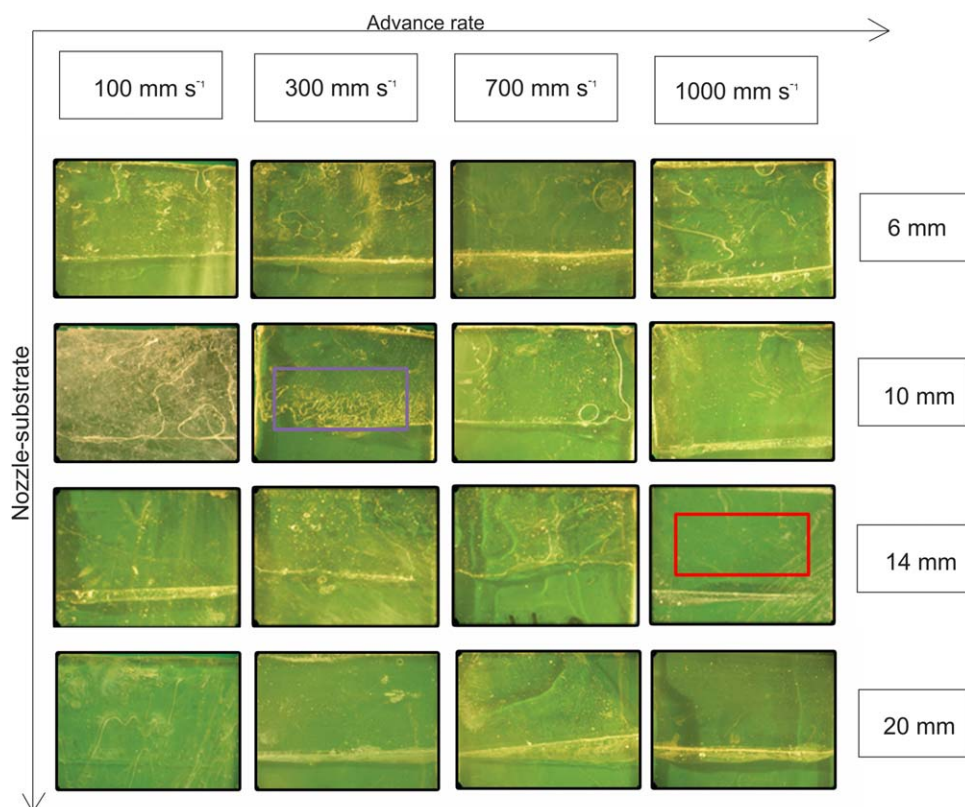 Advance rate
100 mm s⁻¹
300 mm s⁻¹
700 mm s⁻¹
1000 mm s⁻¹
Nozzle-substrate
6 mm
10 mm
14 mm
20 mm